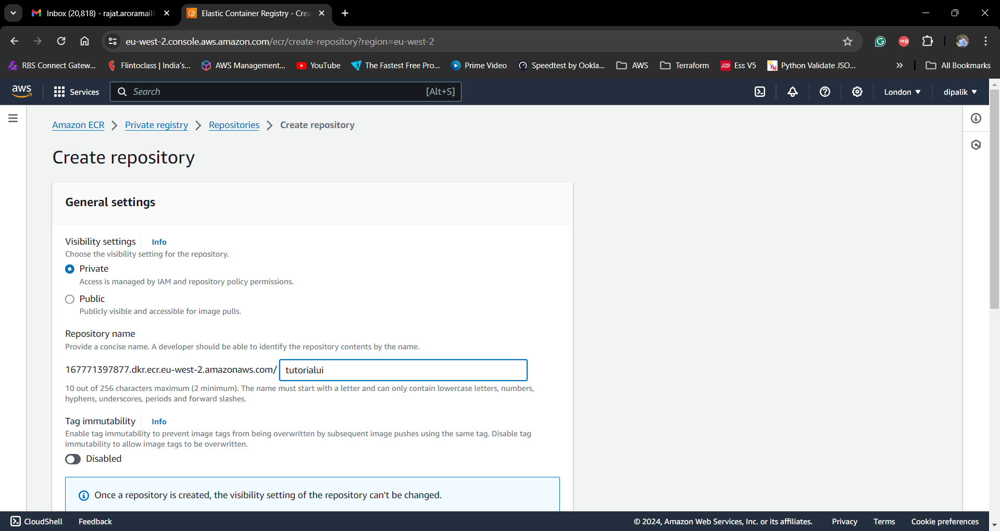 Inbox (20,818) - rajat.aroramail
Elastic Container Registry - Crea
eu-west-2.console.aws.amazon.com/ecr/create-repository?region=eu-west-2
RBS Connect Gatew...
Flintoclass | India's...
AWS Management...
YouTube
The Fastest Free Pro...
Prime Video
Speedtest by Ookla...
AWS
Terraform
Ess V5
Python Validate JSO...
All Bookmarks
aws
Services
Search
[Alt+S]
London
dipalik
Amazon ECR
Private registry
Repositories
Create repository
Create repository
General settings
Visibility settings Info
Choose the visibility setting for the repository.
Private
Access is managed by IAM and repository policy permissions.
Public
Publicly visible and accessible for image pulls.
Repository name
Provide a concise name. A developer should be able to identify the repository contents by the name.
167771397877.dkr.ecr.eu-west-2.amazonaws.com/ tutorialui
10 out of 256 characters maximum (2 minimum). The name must start with a letter and can only contain lowercase letters, numbers,
hyphens, underscores, periods and forward slashes.
Tag immutability Info
Enable tag immutability to prevent image tags from being overwritten by subsequent image pushes using the same tag. Disable tag
immutability to allow image tags to be overwritten.
Disabled
Once a repository is created, the visibility setting of the repository can't be changed.
CloudShell
Feedback
© 2024, Amazon Web Services, Inc. or its affiliates.
Privacy
Terms
Cookie preferences